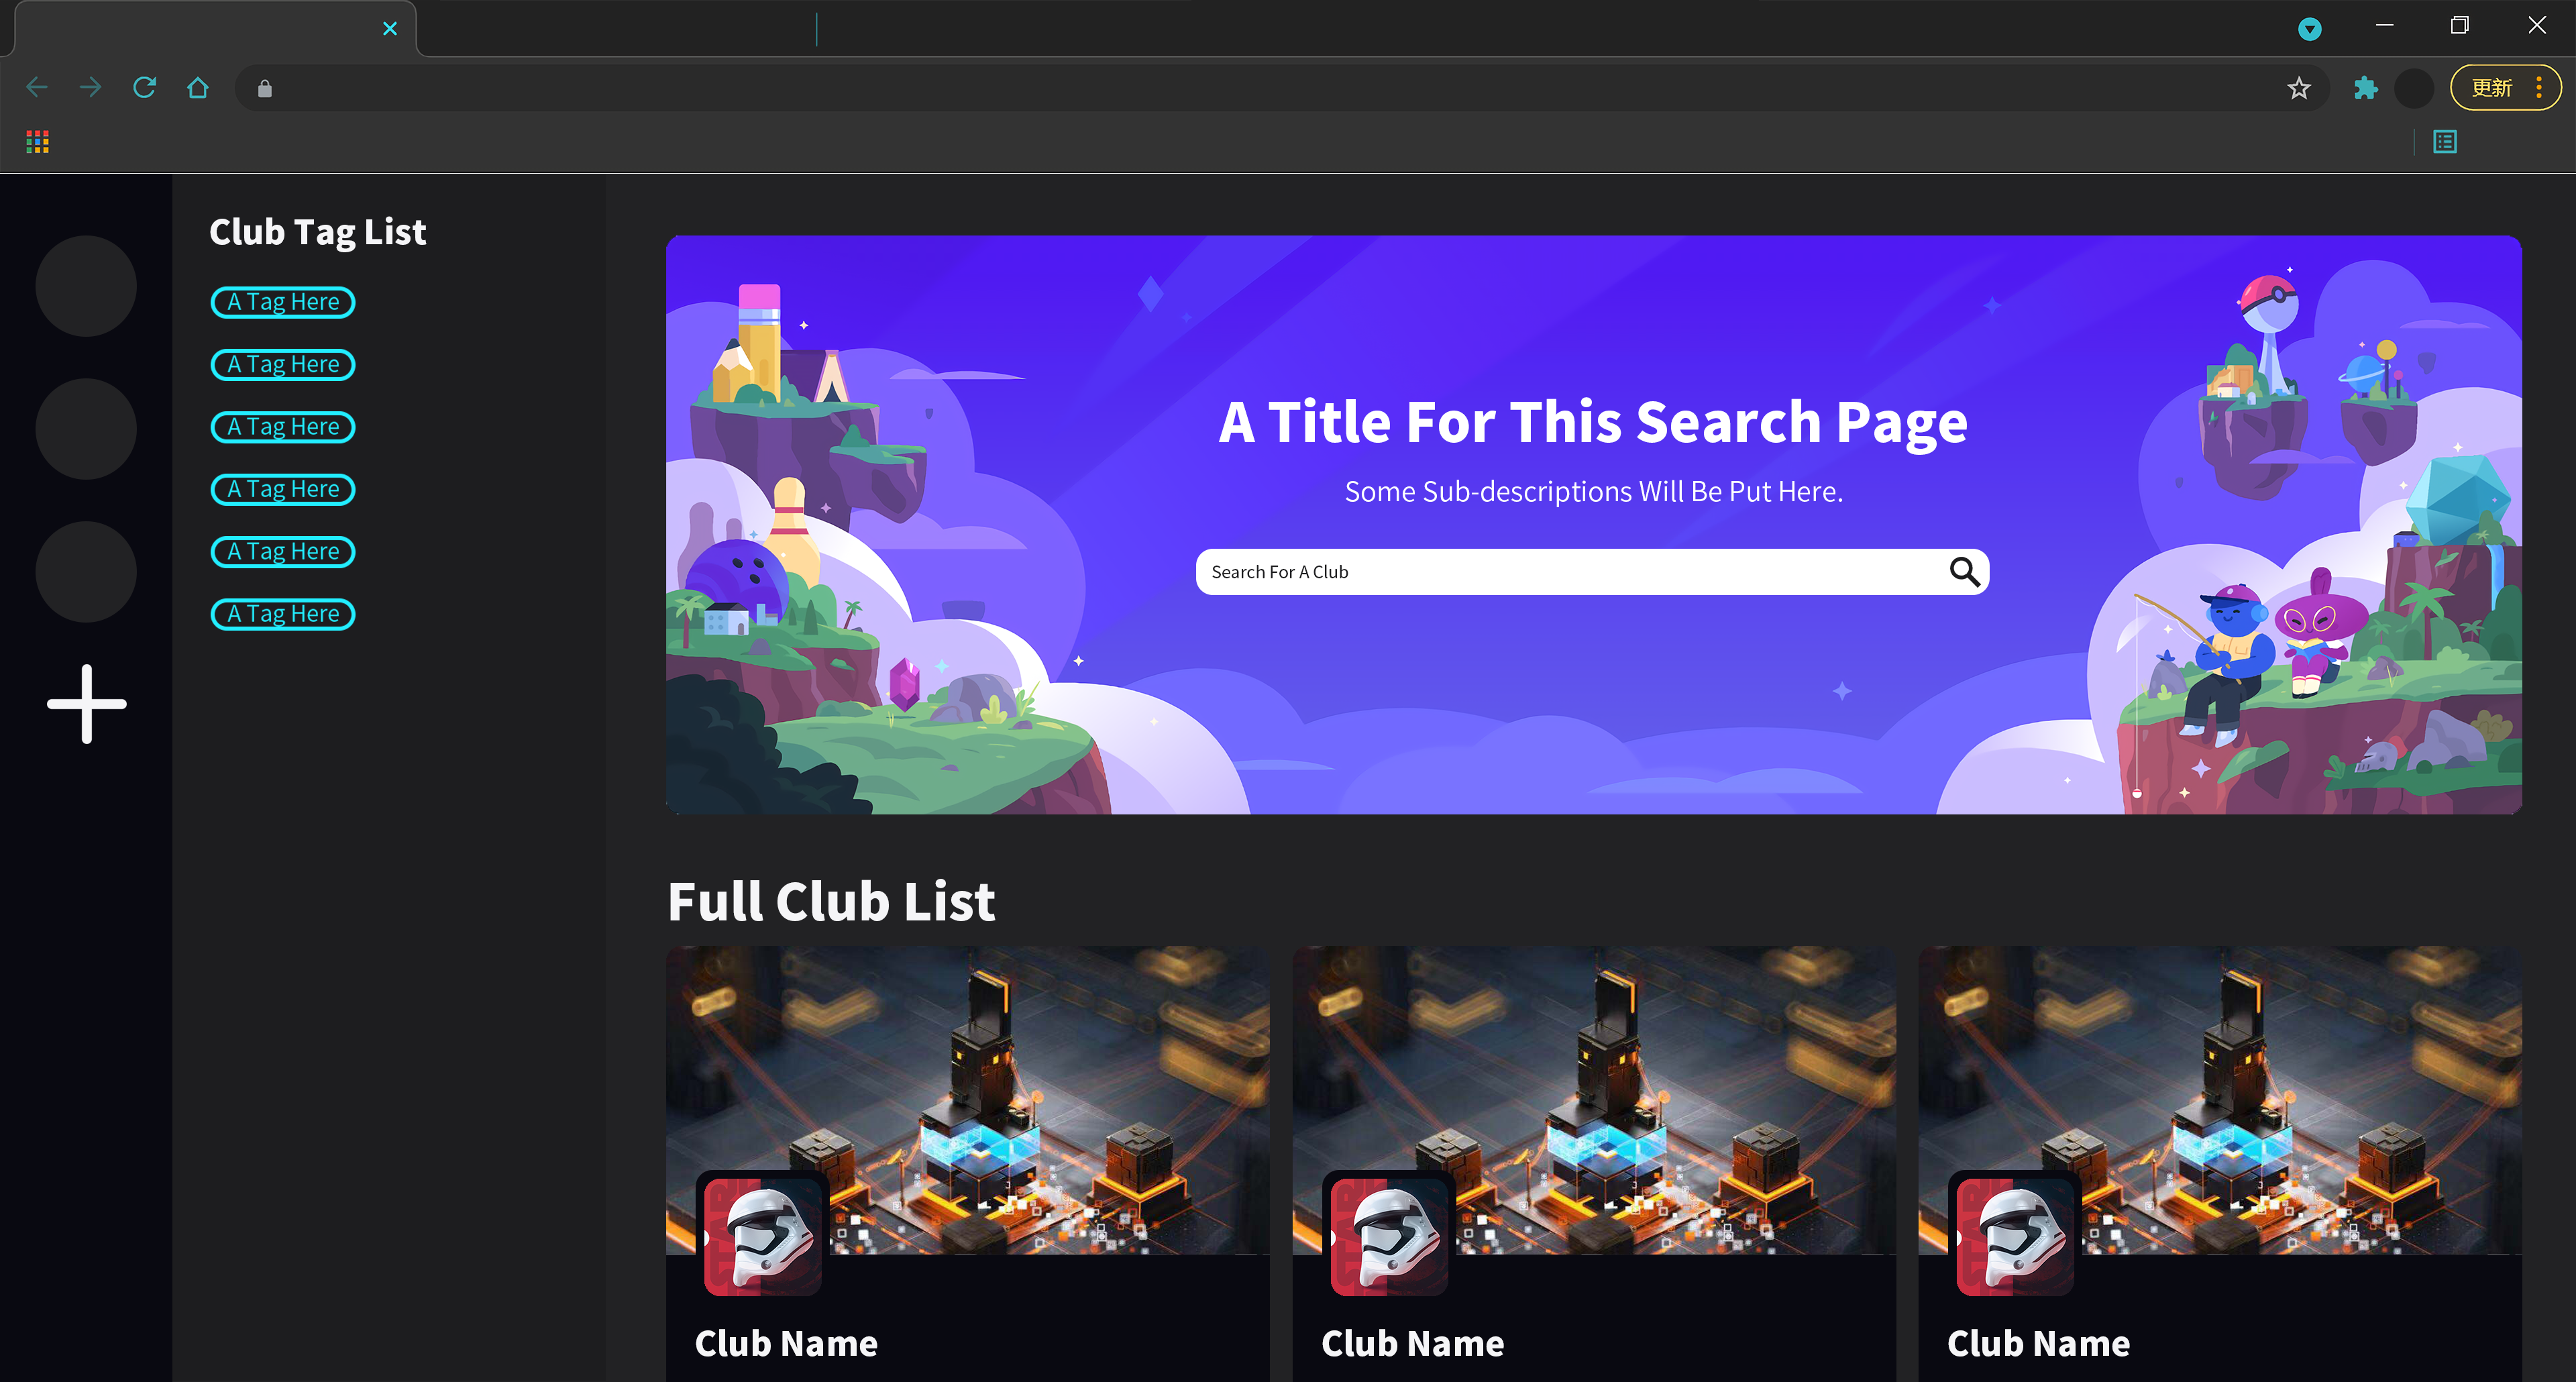 更新
Club Tag List
A Tag Here
A Tag Here
A Tag Here
A Tag Here
A Tag Here
A Tag Here
A Title For This Search Page
Some Sub-descriptions Will Be Put Here.
Search For A Club
Full Club List
Club Name
Club Name
Club Name